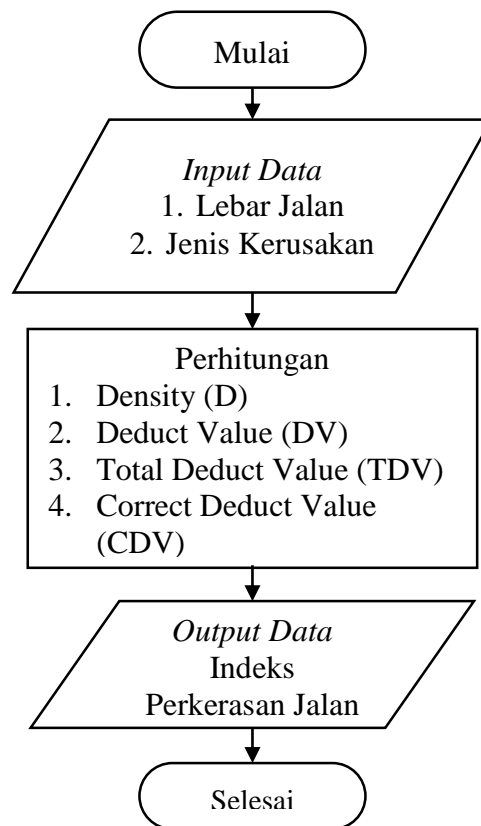 Mulai
Input Data
1. Lebar Jalan
2. Jenis Kerusakan
Perhitungan
1. Density (D)
2. Deduct Value (DV)
3. Total Deduct Value (TDV)
4. Correct Deduct Value
(CDV)
Output Data
Indeks
Perkerasan Jalan
Selesai